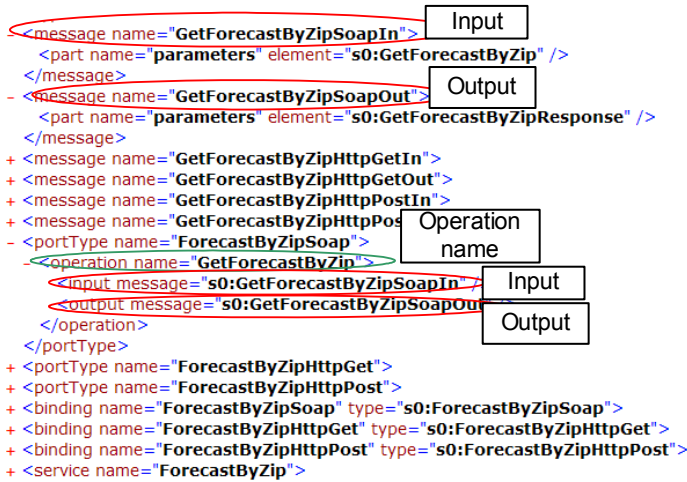 - <message name="GetForecastByZipSoapIn"> Input
<part name="parameters" element="s0:GetForecastByZip" />
</message>
- <message name="GetForecastByZipSoapOut"> Output
<part name="parameters" element="s0:GetForecastByZipResponse" />
</message>
+ <message name="GetForecastByZipHttpGetIn">
+ <message name="GetForecastByZipHttpGetOut">
+ <message name="GetForecastByZipHttpPostIn">
+ <message name="GetForecastByZipHttpPos
Operation
name
- <portType name="ForecastByZipSoap">
- <operation name="GetForecastByZip">
<input message="s0:GetForecastByZipSoapIn" / Input
<output message="s0:GetForecastByZipSoapOut" /> Output
</operation>
</portType>
+ <portType name="ForecastByZipHttpGet">
+ <portType name="ForecastByZipHttpPost">
+ <binding name="ForecastByZipSoap" type="s0:ForecastByZipSoap">
+ <binding name="ForecastByZipHttpGet" type="s0:ForecastByZipHttpGet">
+ <binding name="ForecastByZipHttpPost" type="s0:ForecastByZipHttpPost">
+ <service name="ForecastByZip">